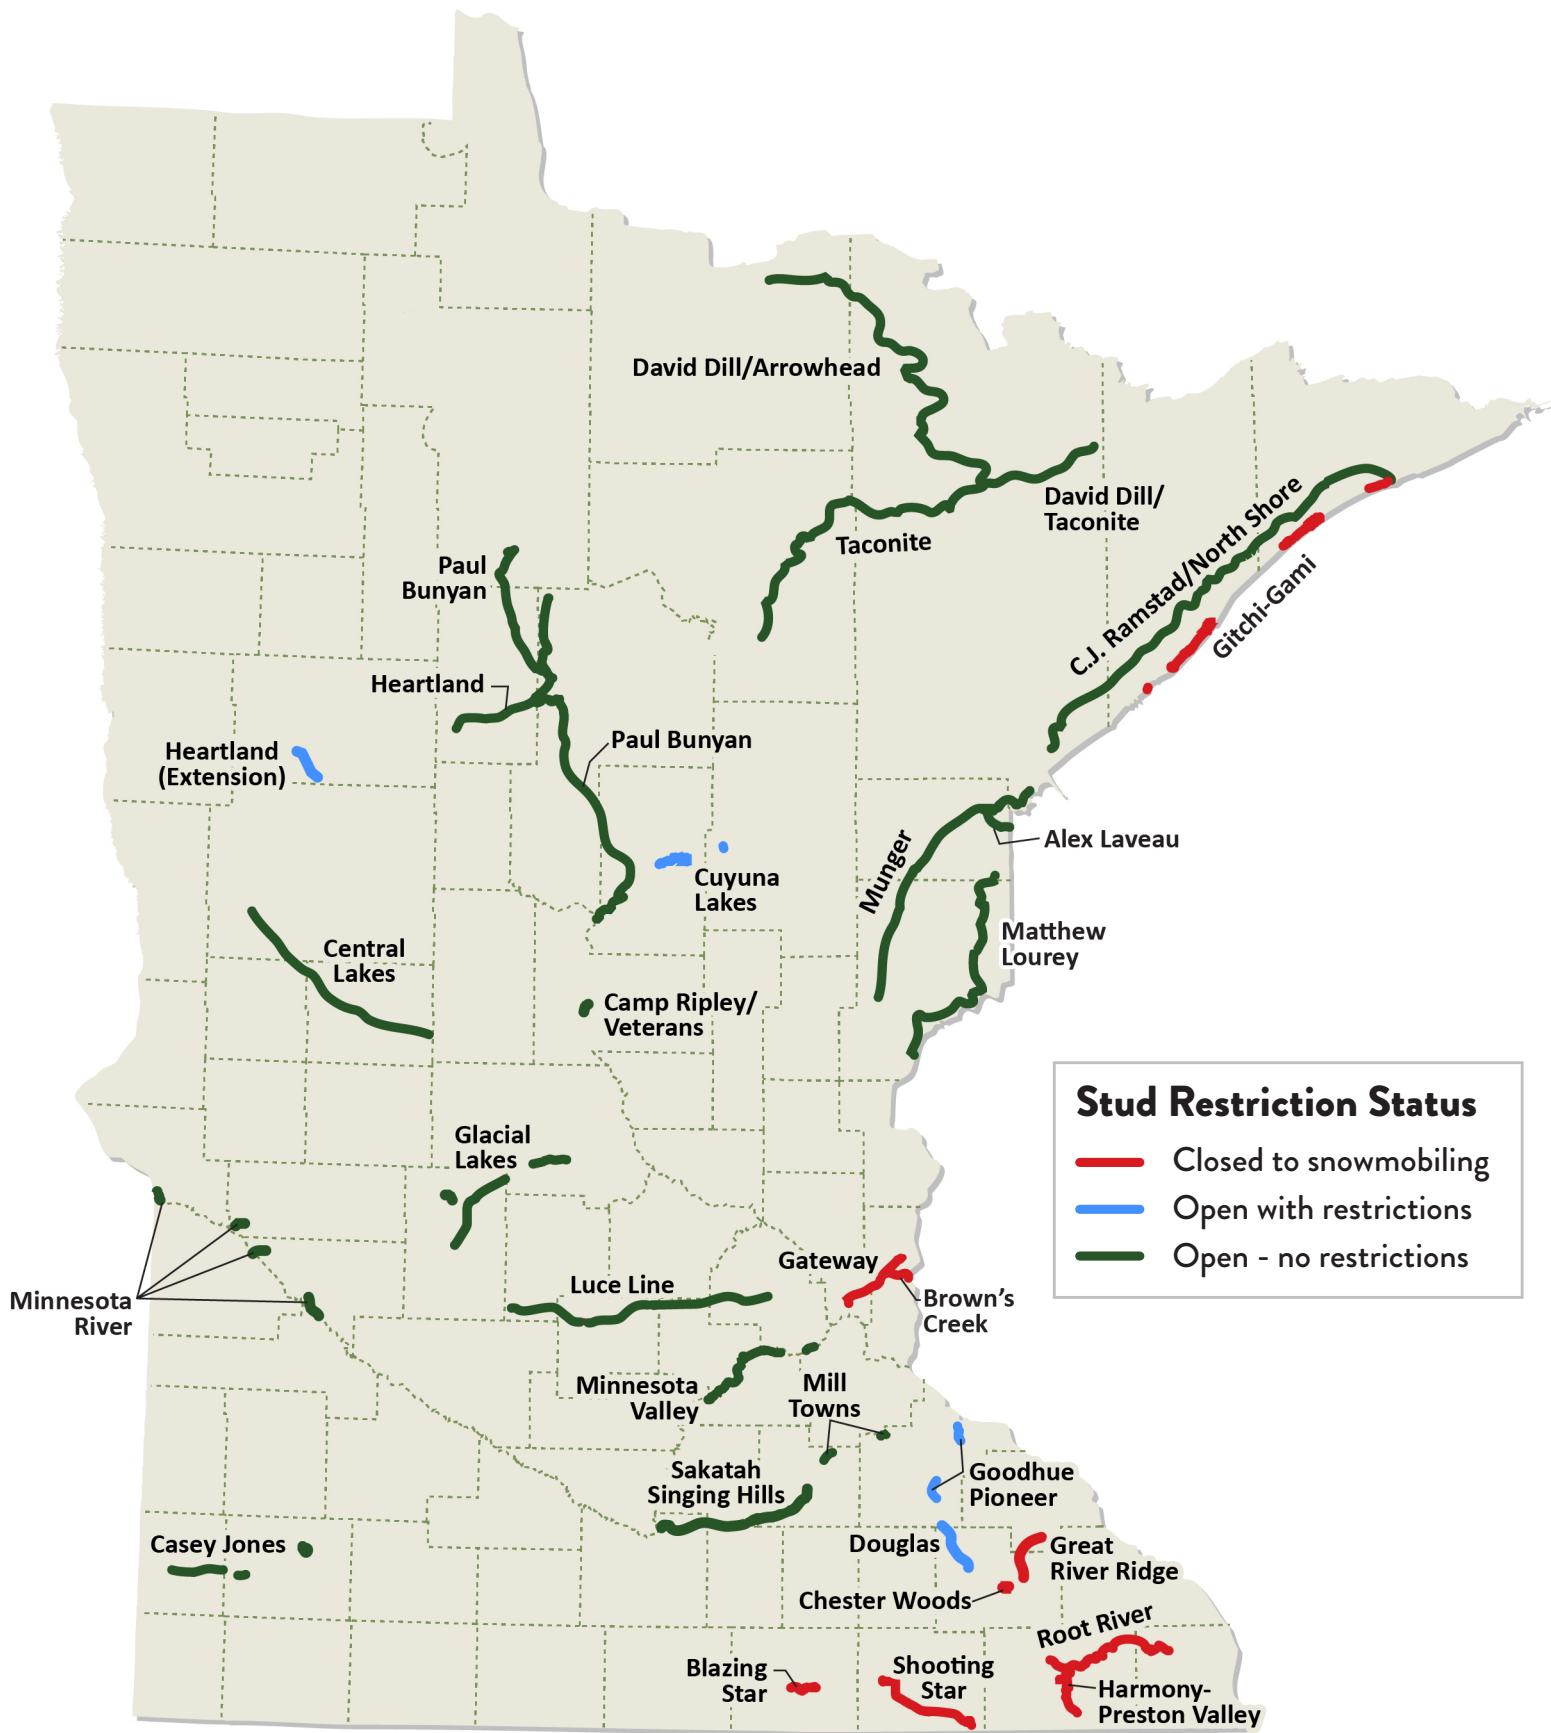 David Dill/Arrowhead
David Dill/
Taconite
Taconite
C.J. Ramstad/North Shore
Gitchi-Gami
Paul
Bunyan
Heartland
Paul Bunyan
Heartland
(Extension)
Cuyuna
Lakes
Munger
Alex Laveau
Matthew
Lourey
Central
Lakes
Camp Ripley/
Veterans
Stud Restriction Status
Closed to snowmobiling
Open with restrictions
Open - no restrictions
Glacial
Lakes
Minnesota
River
Luce Line
Gateway
Brown's
Creek
Minnesota
Valley
Mill
Towns
Sakatah
Singing Hills
Goodhue
Pioneer
Casey Jones
Douglas
Great
River Ridge
Chester Woods
Root River
Blazing
Star
Shooting
Star
Harmony-
Preston Valley